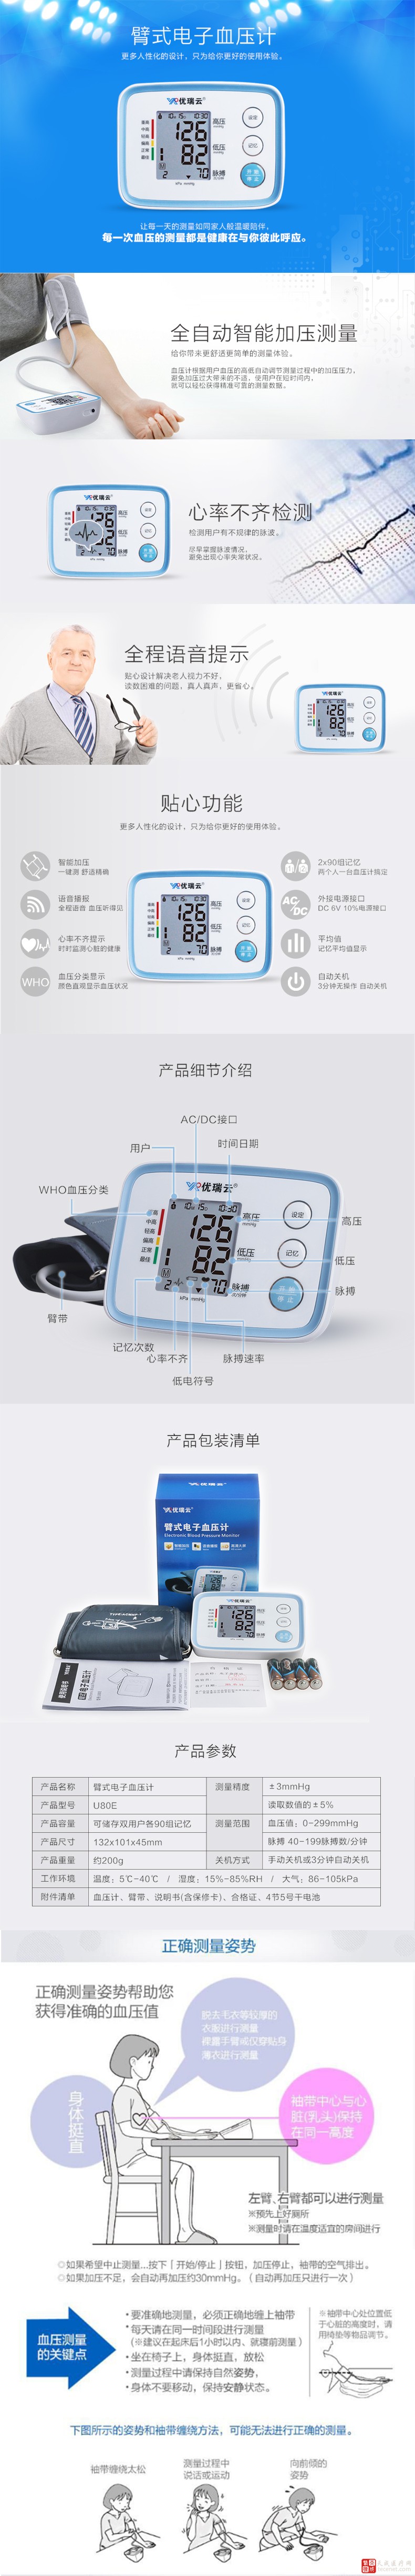 臂式电子血压计
更多人性化的设计，只为给你更好的使用体验。
优瑞云
126
82
70
高压
低压
脉搏
设定
记忆
让每一天的测量如同家人般温暖陪伴，
每一次血压的测量都是健康在与你彼此呼应。
全自动智能加压测量
给你带来更舒适更简单的测量体验。
血压计根据用户血压的高低自动调节测量过程中的加压压力，
避免加压过大带来的不适，使用户在短时间内，
就可以轻松获得精准可靠的测量数据。
心率不齐检测
检测用户有不规律的脉波。
尽早掌握脉波情况，
避免出现心率失常状况。
全程语音提示
贴心设计解决老人视力不好，
读数困难的问题，真人真声，更省心。
贴心功能
更多人性化的设计，只为给你更好的使用体验。
智能加压
一键测 舒适精确
语音播报
全程语音 血压听得见
心率不齐提示
时时监测心脏的健康
WHO
血压分类显示
颜色直观显示血压状况
2x90组记忆
两个人一台血压计搞定
AC/DC
外接电源接口
DC 6V 10%电源接口
平均值
记忆平均值显示
自动关机
3分钟无操作 自动关机
产品细节介绍
AC/DC接口
用户
时间日期
WHO血压分类
优瑞云
126
82
70
高压
低压
脉搏
设定
记忆
高压
低压
脉搏
臂带
记忆次数
心率不齐
脉搏速率
低电符号
产品包装清单
优瑞云
臂式电子血压计
Electronic Blood Pressure Monitor
电子血压计
产品参数
产品名称 臂式电子血压计 测量精度 ±3mmHg
产品型号 U80E 读取数值的±5%
产品容量 可储存双用户各90组记忆 测量范围 血压值：0-299mmHg
产品尺寸 132x101x45mm 脉搏 40-199脉搏数/分钟
产品重量 约200g 关机方式 手动关机或3分钟自动关机
工作环境 温度：5℃-40℃ / 湿度：15%-85%RH / 大气：86-105kPa
附件清单 血压计、臂带、说明书(含保修卡)、合格证、4节5号干电池
正确测量姿势
正确测量姿势帮助您
获得准确的血压值
脱去毛衣等较厚的
衣服进行测量
裸露手臂或仅穿贴身
薄衣进行测量
身体挺直
袖带中心与心
脏(乳头)保持
在同一高度
左臂、右臂都可以进行测量
※预先上好厕所
※测量时请在温度适宜的房间进行
◎如果希望中止测量...按下「开始/停止」按钮，加压停止，袖带的空气排出。
◎如果加压不足，会自动再加压约30mmHg。（自动再加压只进行一次）
血压测量
的关键点
• 要准确地测量，必须正确地缠上袖带
• 每天请在同一时间段进行测量
(※建议在起床后1小时以内、就寝前测量）
• 坐在椅子上，身体挺直，放松
• 测量过程中请保持自然姿势，
• 身体不要移动，保持安静状态。
※袖带中心处位置低
于心脏的高度时，请
用椅垫等物品调节。
下图所示的姿势和袖带缠绕方法，可能无法进行正确的测量。
袖带缠绕太松
测量过程中
说话或运动
向前倾的
姿势